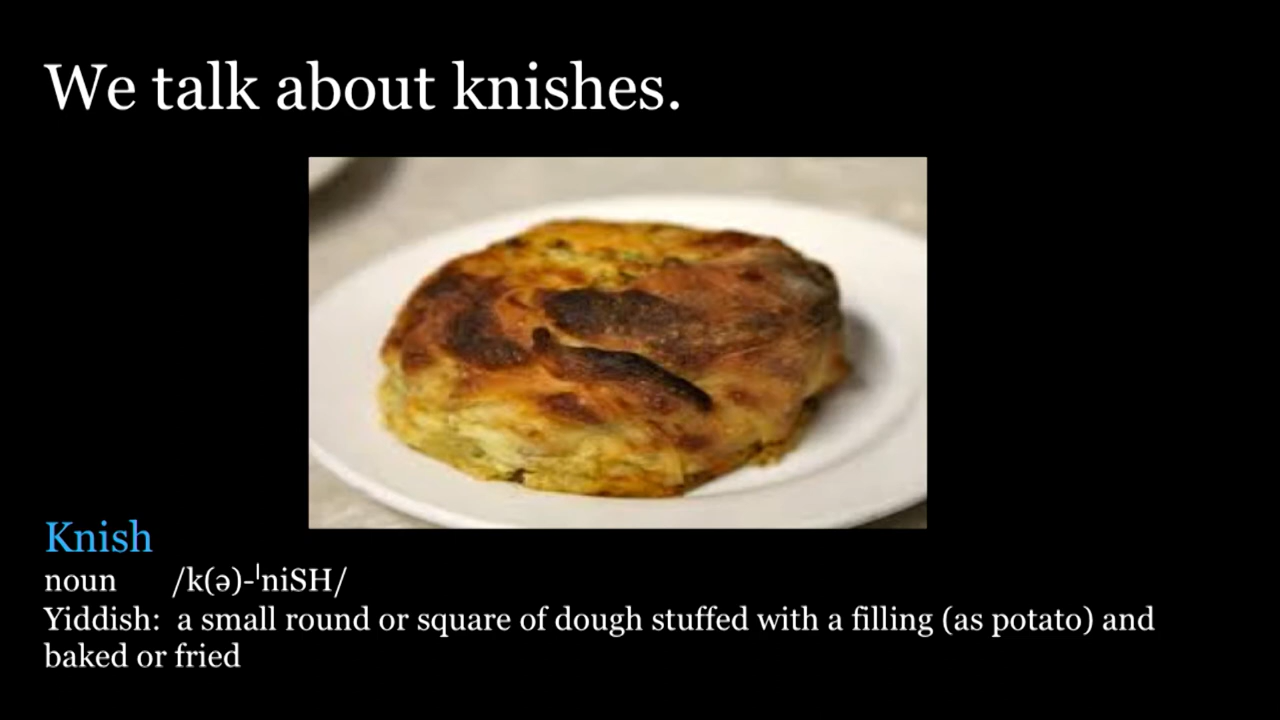 We talk about knishes.
Knish
noun /k(ə)-ˈniSH/
Yiddish: a small round or square of dough stuffed with a filling (as potato) and
baked or fried